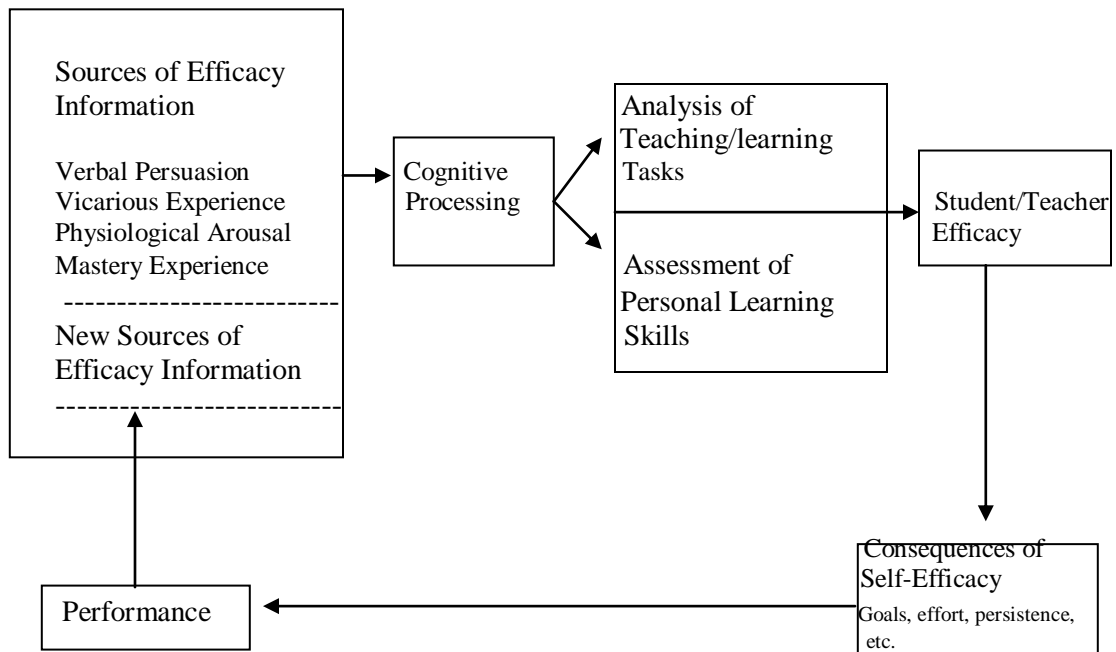 Sources of Efficacy
Information
Verbal Persuasion
Vicarious Experience
Physiological Arousal
Mastery Experience
New Sources of
Efficacy Information
Cognitive
Processing
Analysis of
Teaching/learning
Tasks
Assessment of
Personal Learning
Skills
Student/Teacher
Efficacy
Consequences of
Self-Efficacy
Goals, effort, persistence,
etc.
Performance